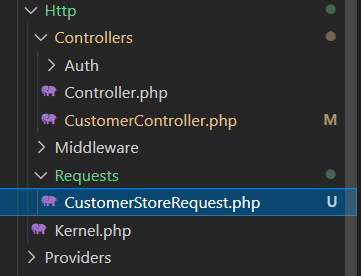 Http
Controllers
Auth
Controller.php
CustomerController.php M
Middleware
Requests
CustomerStoreRequest.php U
Kernel.php
Providers